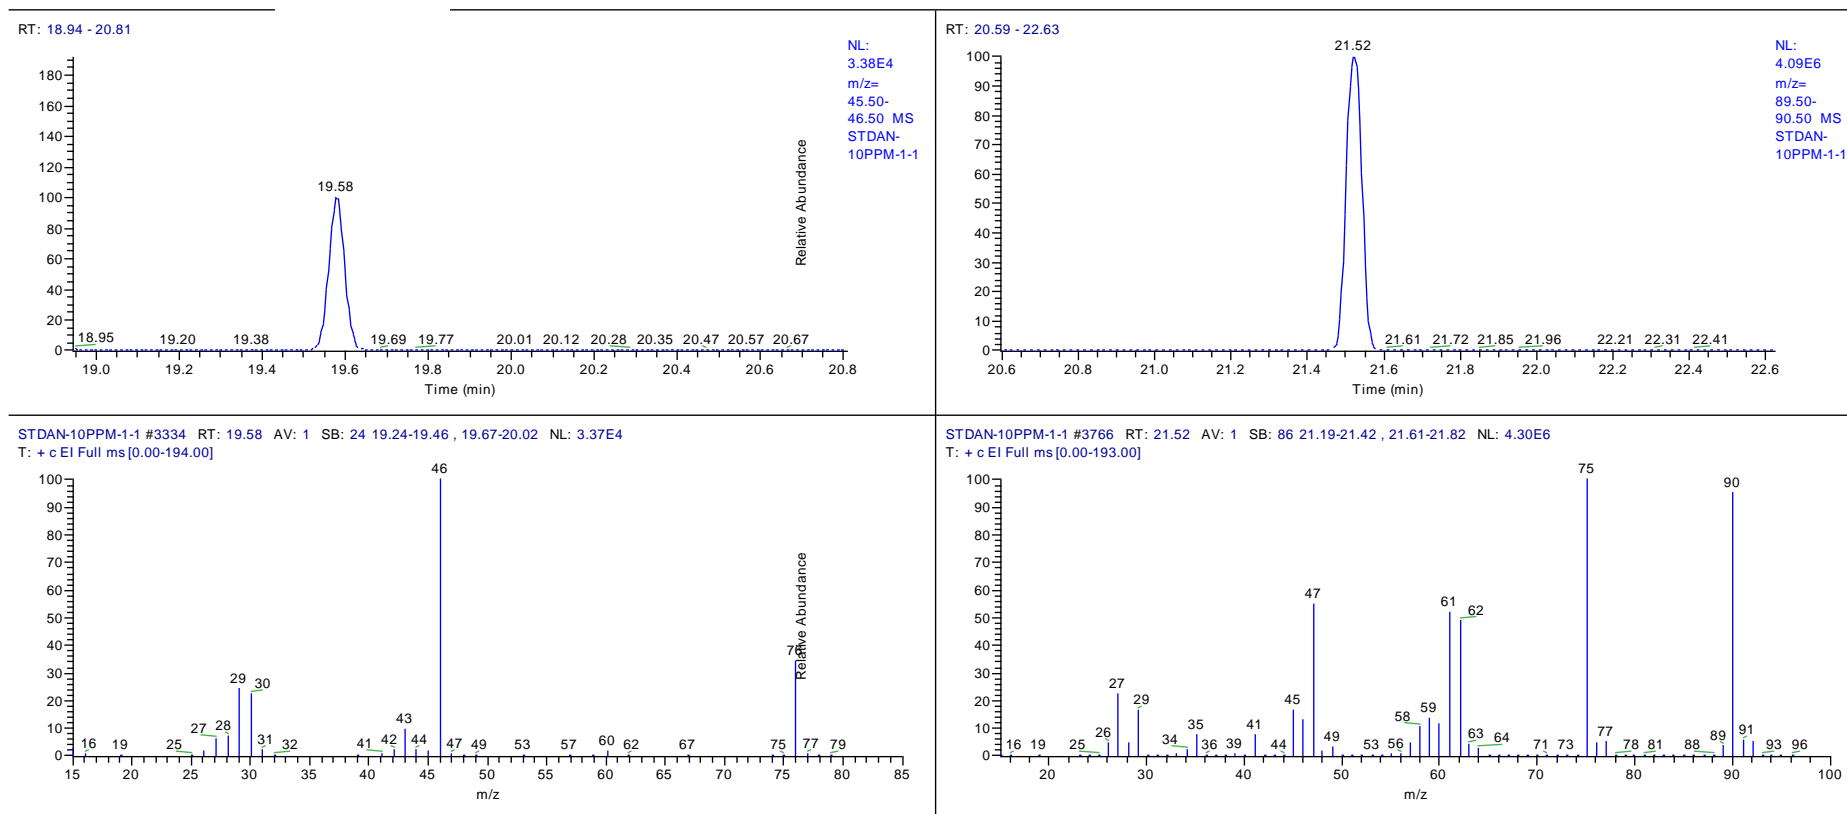 RT: 18.94 - 20.81
NL:
3.38E4
m/z=
45.50-
46.50 MS
STDAN-
10PPM-1-1
180
160
140
120
100
80
60
40
20
0
19.58
18.95 19.20 19.38 19.69 19.77 20.01 20.12 20.28 20.35 20.47 20.57 20.67
19.0 19.2 19.4 19.6 19.8 20.0 20.2 20.4 20.6 20.8
Time (min)
Relative Abundance
RT: 20.59 - 22.63
NL:
4.09E6
m/z=
89.50-
90.50 MS
STDAN-
10PPM-1-1
100
90
80
70
60
50
40
30
20
10
0
21.52
21.61 21.72 21.85 21.96 22.21 22.31 22.41
20.6 20.8 21.0 21.2 21.4 21.6 21.8 22.0 22.2 22.4 22.6
Time (min)
STDAN-10PPM-1-1 #3334 RT: 19.58 AV: 1 SB: 24 19.24-19.46 , 19.67-20.02 NL: 3.37E4
T: + c EI Full ms [0.00-194.00]
100
90
80
70
60
50
40
30
20
10
0
46
76
29 30
43
27 28
16 19 25 31 32 41 42 44 47 49 53 57 60 62 67 75 77 79
15 20 25 30 35 40 45 50 55 60 65 70 75 80 85
m/z
Relative Abundance
STDAN-10PPM-1-1 #3766 RT: 21.52 AV: 1 SB: 86 21.19-21.42 , 21.61-21.82 NL: 4.30E6
T: + c EI Full ms [0.00-193.00]
100
90
80
70
60
50
40
30
20
10
0
75
90
47
61 62
27
29
45
58 59
35 41
26 34 63 64 77 89 91
16 19 25 36 39 44 49 53 56 71 73 78 81 88 93 96
20 30 40 50 60 70 80 90 100
m/z